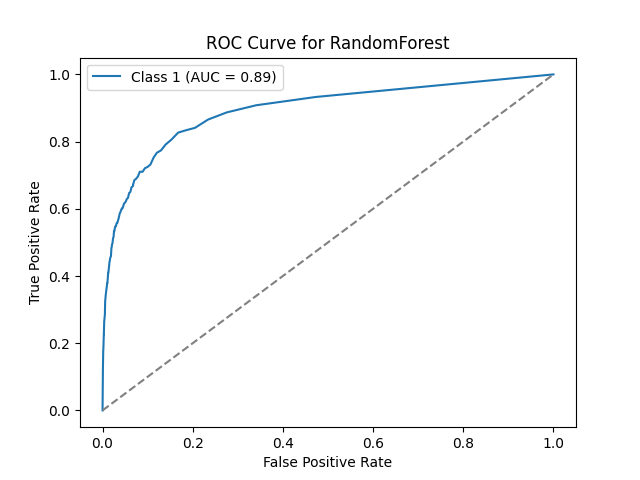 ROC Curve for RandomForest
Class 1 (AUC = 0.89)
True Positive Rate
1.0
0.8
0.6
0.4
0.2
0.0
0.0 0.2 0.4 0.6 0.8 1.0
False Positive Rate